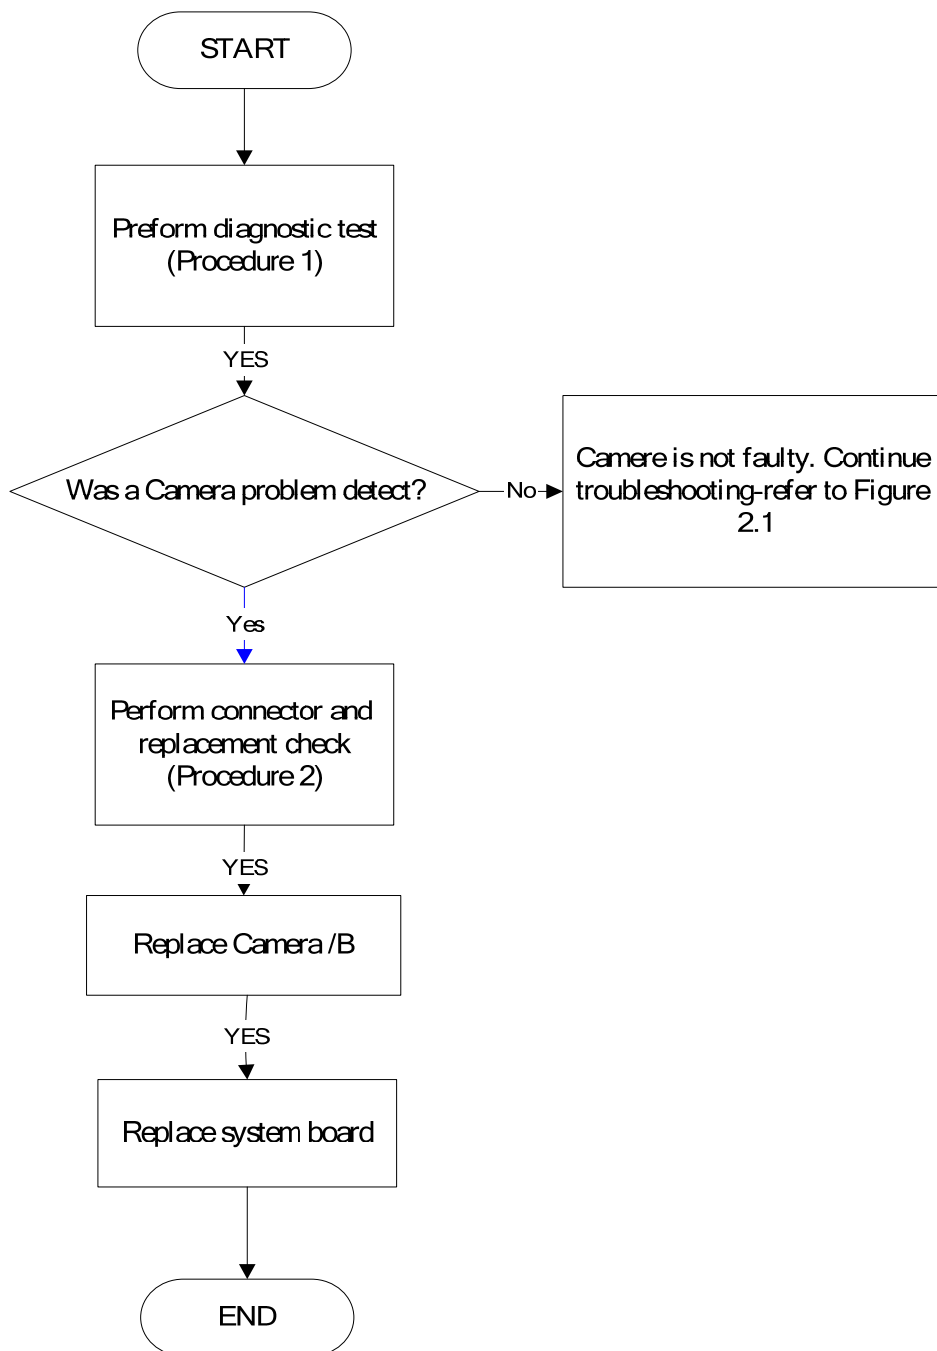 START
Preform diagnostic test
(Procedure 1)
YES
Was a Camera problem detect?
No
Camere is not faulty. Continue
troubleshooting-refer to Figure
2.1
Yes
Perform connector and
replacement check
(Procedure 2)
YES
Replace Camera /B
YES
Replace system board
END